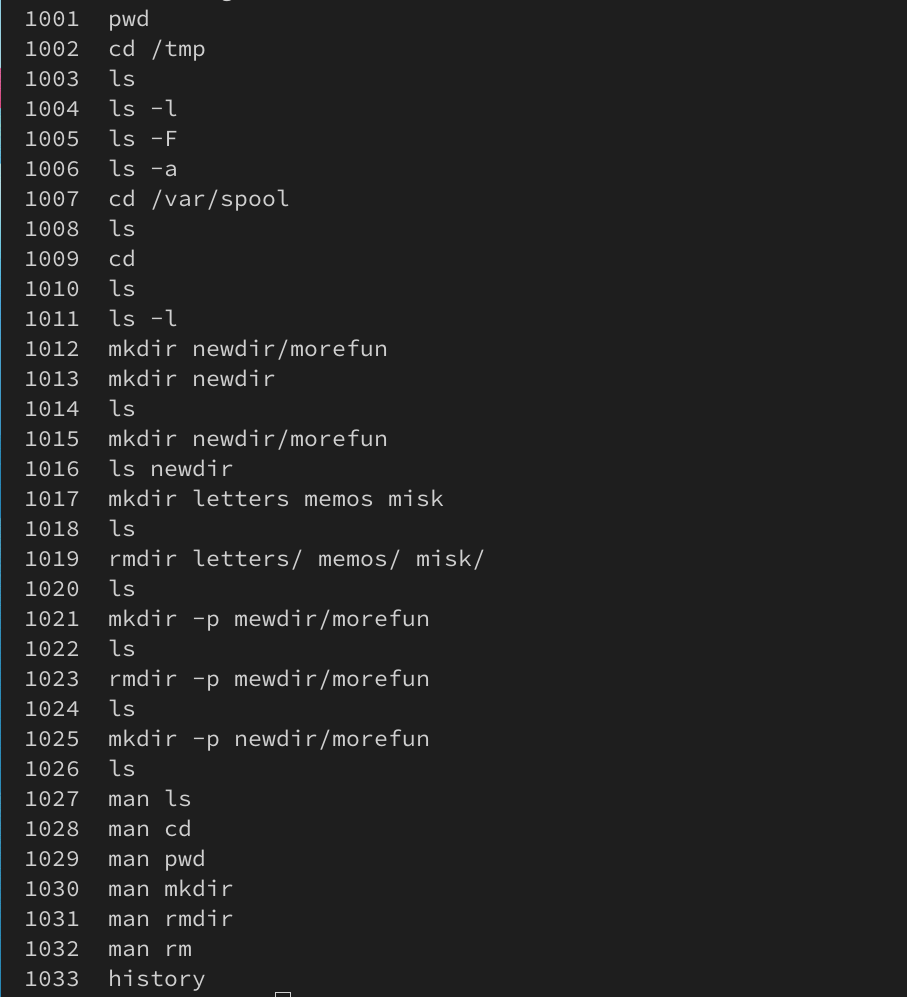 1001 pwd
1002 cd /tmp
1003 ls
1004 ls -l
1005 ls -F
1006 ls -a
1007 cd /var/spool
1008 ls
1009 cd
1010 ls
1011 ls -l
1012 mkdir newdir/morefun
1013 mkdir newdir
1014 ls
1015 mkdir newdir/morefun
1016 ls newdir
1017 mkdir letters memos misk
1018 ls
1019 rmdir letters/ memos/ misk/
1020 ls
1021 mkdir -p mewdir/morefun
1022 ls
1023 rmdir -p mewdir/morefun
1024 ls
1025 mkdir -p newdir/morefun
1026 ls
1027 man ls
1028 man cd
1029 man pwd
1030 man mkdir
1031 man rmdir
1032 man rm
1033 history